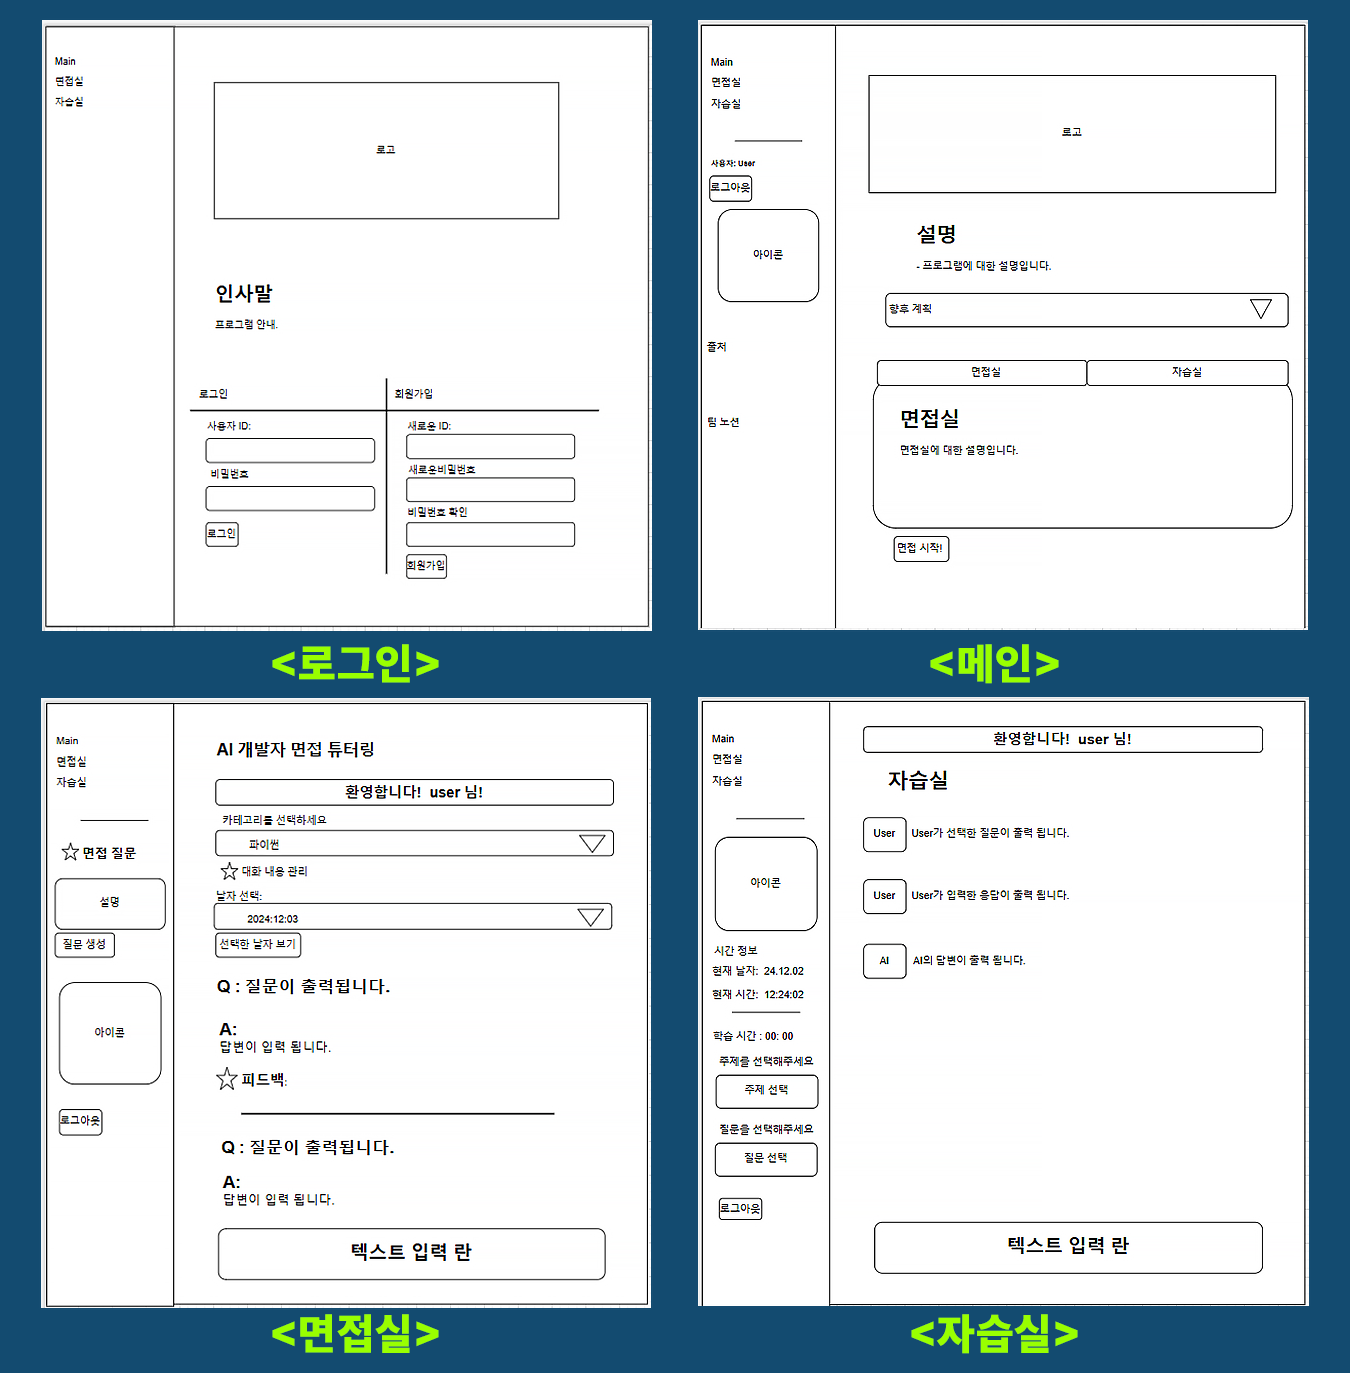 Main
면접실
자습실
로고
인사말
프로그램 안내.
로그인
회원가입
사용자 ID:
비밀번호
로그인
새로운 ID:
새로운비밀번호
비밀번호 확인
회원가입
<로그인>
Main
면접실
자습실
사용자: User
로그아웃
아이콘
출처
팀 노션
로고
설명
- 프로그램에 대한 설명입니다.
향후 계획
면접실
자습실
면접실
면접실에 대한 설명입니다.
면접 시작!
<메인>
Main
면접실
자습실
면접 질문
설명
질문 생성
아이콘
로그아웃
AI 개발자 면접 튜터링
환영합니다! user 님!
카테고리를 선택하세요
파이썬
대화 내용 관리
날자 선택:
2024:12:03
선택한 날자 보기
Q : 질문이 출력됩니다.
A:
답변이 입력 됩니다.
피드백:
Q : 질문이 출력됩니다.
A:
답변이 입력 됩니다.
텍스트 입력 란
<면접실>
Main
면접실
자습실
아이콘
시간 정보
현재 날자: 24.12.02
현재 시간: 12:24:02
학습 시간 : 00: 00
주제를 선택해주세요
주제 선택
질문을 선택해주세요
질문 선택
로그아웃
환영합니다! user 님!
자습실
User
User가 선택한 질문이 출력 됩니다.
User
User가 입력한 응답이 출력 됩니다.
AI
AI의 답변이 출력 됩니다.
텍스트 입력 란
<자습실>